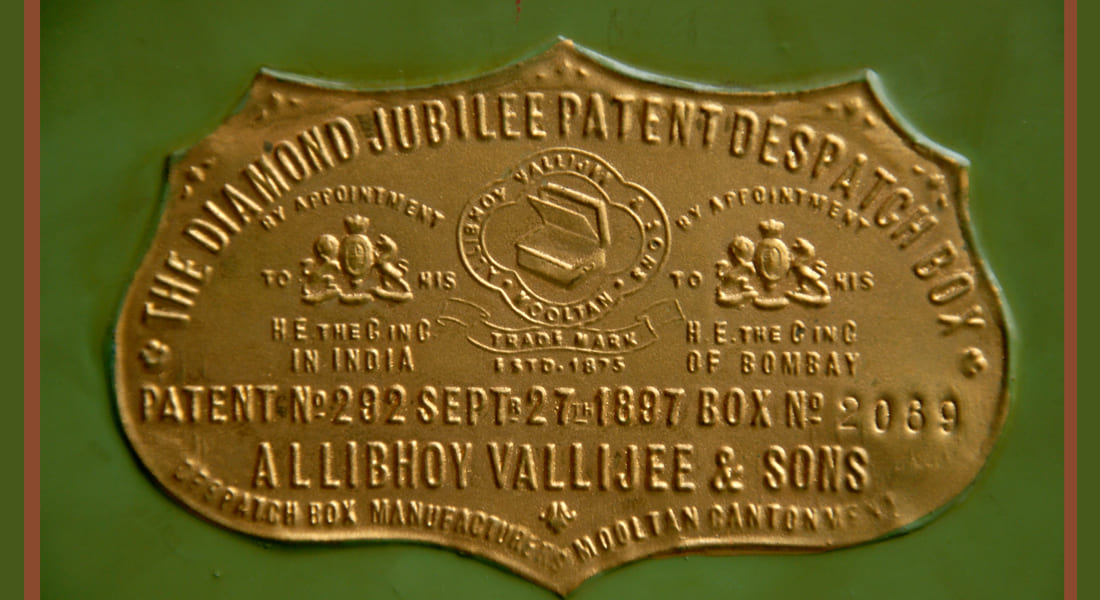 THE DIAMOND JUBILEE PATENT DESPATCH BOX
BY APPOINTMENT
TO HIS
H E. THE C IN C
IN INDIA
ALLIBHOY VALLIJEE & SONS
MOOLTAN
TRADE MARK
ESTD. 1875
BY APPOINTMENT
TO HIS
H E. THE C IN C
OF BOMBAY
PATENT No 292 SEPTB 27TH 1897 BOX No 2069
ALLIBHOY VALLIJEE & SONS
DESPATCH BOX MANUFACTURERS MOOLTAN CANTONMENT